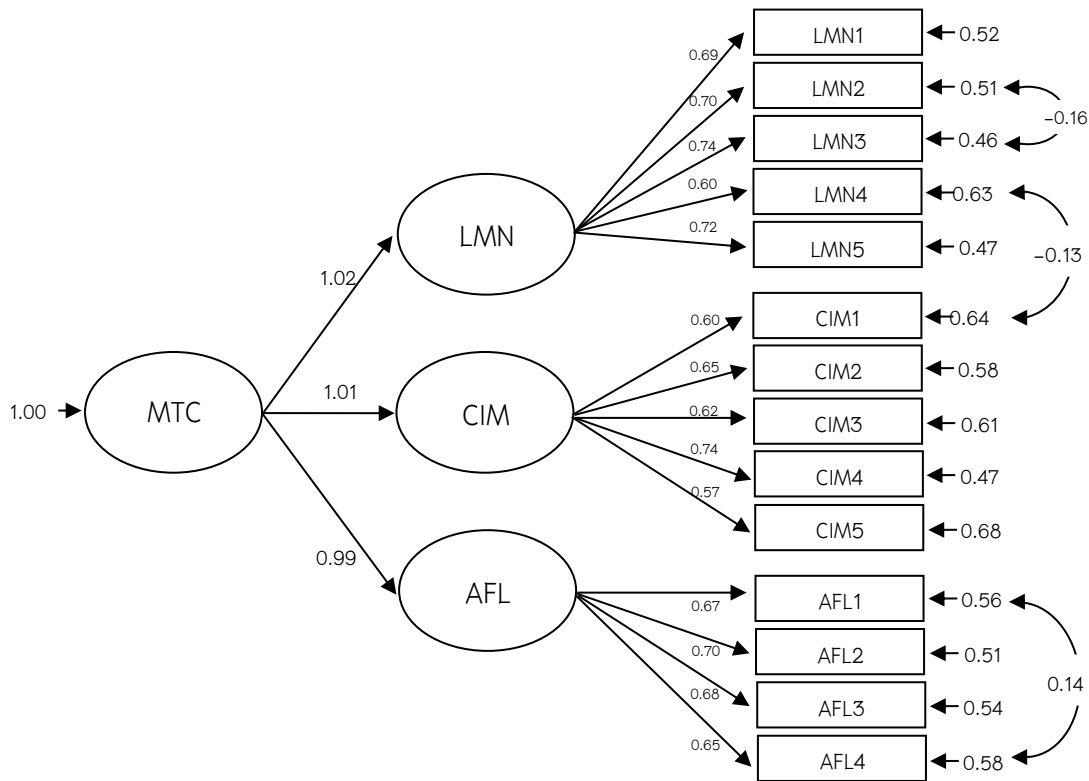 LMN1
0.52
0.69
LMN2
0.51
0.70
–0.16
LMN3
0.46
0.74
LMN4
0.63
0.60
LMN
0.72
LMN5
0.47
–0.13
1.02
CIM1
0.64
0.60
CIM2
0.58
0.65
1.00
MTC
1.01
CIM
CIM3
0.61
0.62
CIM4
0.47
0.74
0.57
CIM5
0.68
0.99
AFL
AFL1
0.56
0.67
AFL2
0.51
0.70
0.14
AFL3
0.54
0.68
AFL4
0.58
0.65